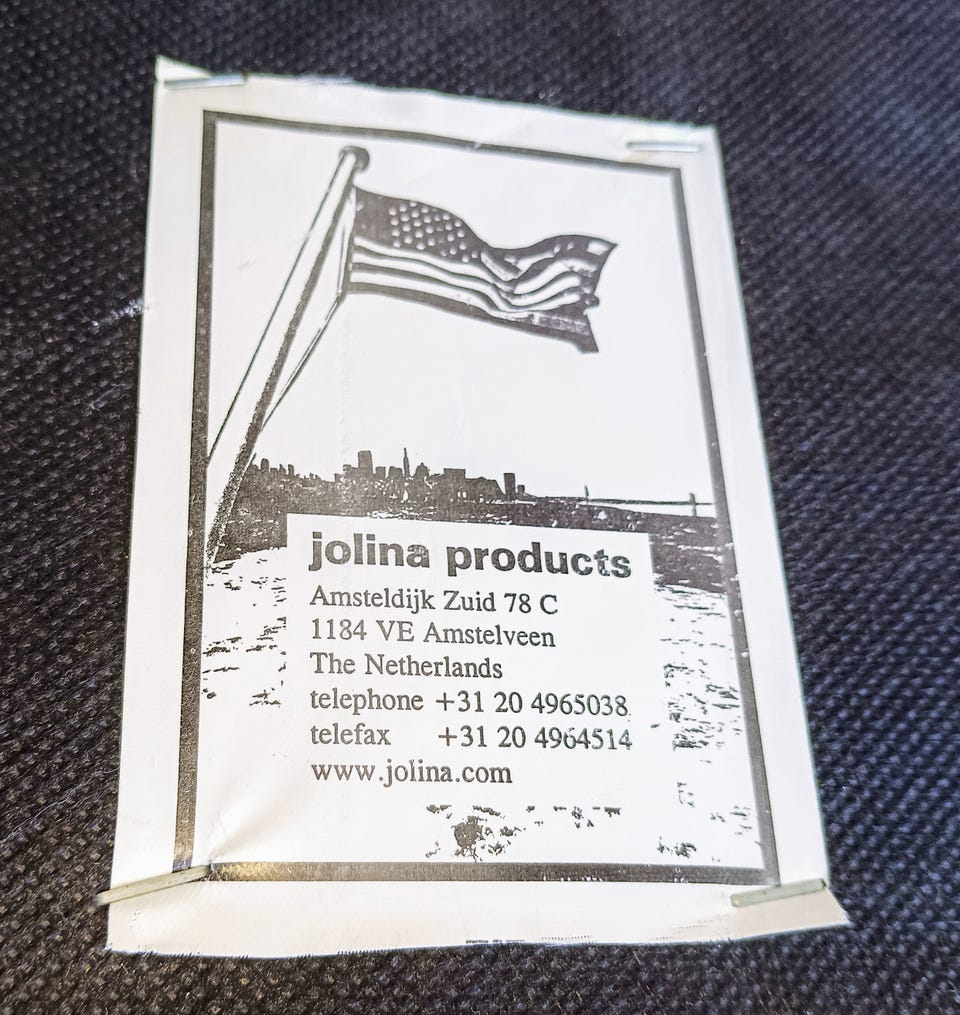 jolina products
Amsteldijk Zuid 78 C
1184 VE Amstelveen
The Netherlands
telephone +31 20 4965038
telefax +31 20 4964514
www.jolina.com